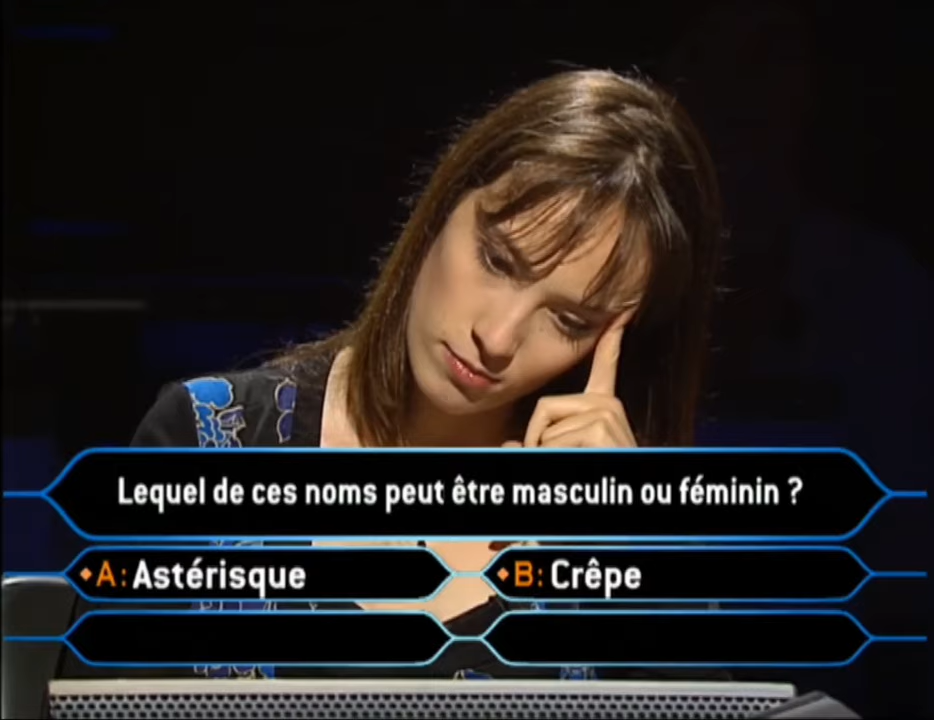 Lequel de ces noms peut être masculin ou féminin ?
A: Astérisque
B: Crêpe